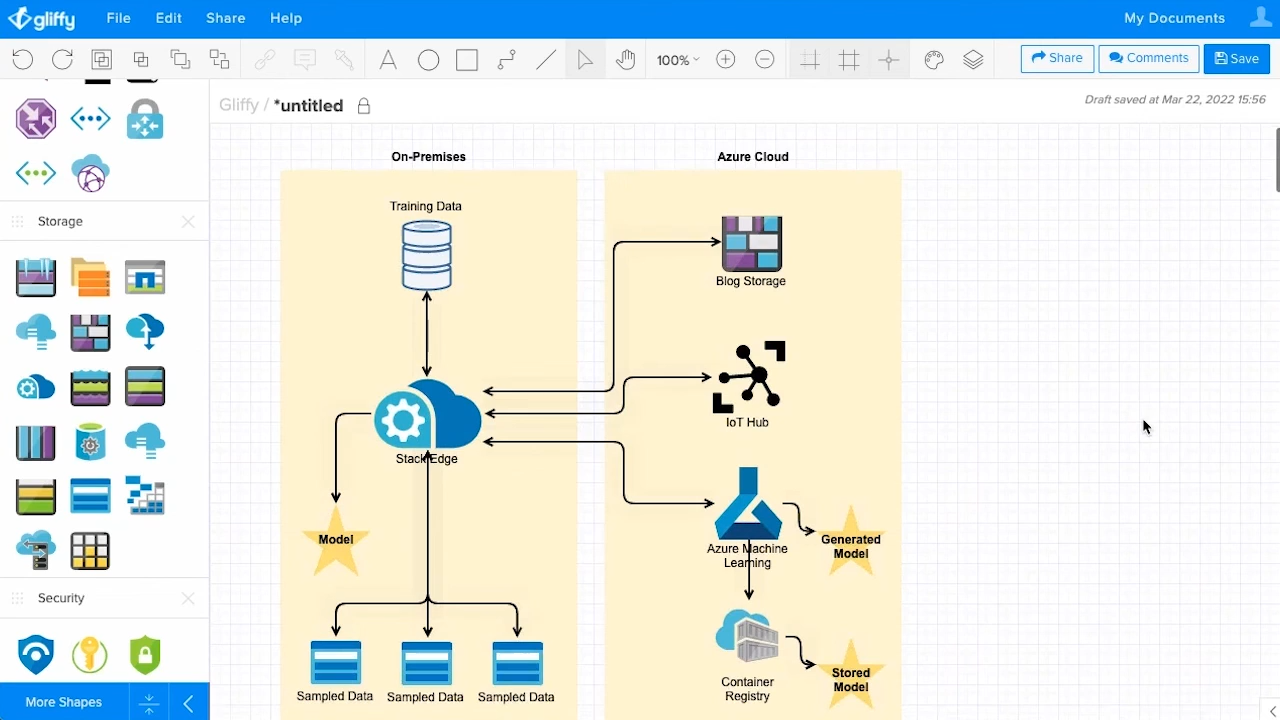 gliffy
File Edit Share Help
My Documents
100%
Share
Comments
Save
Gliffy / *untitled
Draft saved at Mar 22, 2022 15:56
On-Premises
Azure Cloud
Storage
Training Data
Blog Storage
IoT Hub
Stack Edge
Model
Azure Machine
Learning
Generated
Model
Security
Sampled Data
Sampled Data
Sampled Data
Container
Registry
Stored
Model
More Shapes